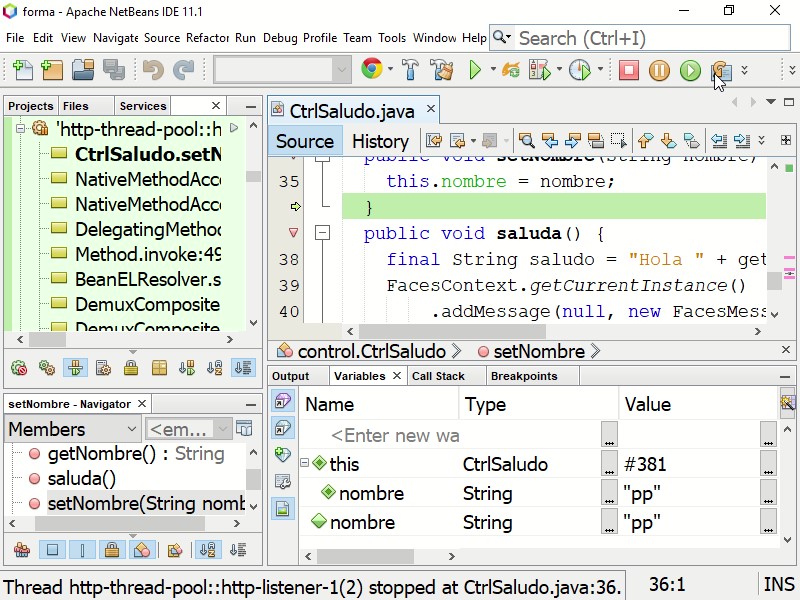 forma - Apache NetBeans IDE 11.1
File Edit View Navigate Source Refactor Run Debug Profile Team Tools Window Help
Search (Ctrl+I)
Projects Files Services
'http-thread-pool::h
CtrlSaludo.setN
NativeMethodAcce
NativeMethodAcce
DelegatingMethod
Method.invoke:49
BeanELResolver.s
DemuxComposite
DemuxComposite
CtrlSaludo.java
Source History
public void setNombre(String nombre)
35 this.nombre = nombre;
}
public void saluda() {
38 final String saludo = "Hola " + get
39 FacesContext.getCurrentInstance()
40 .addMessage(null, new FacesMess
control.CtrlSaludo setNombre
setNombre - Navigator
Members <em...
getNombre() : String
saluda()
setNombre(String nomb
Output Variables Call Stack Breakpoints
Name Type Value
<Enter new wa
this CtrlSaludo #381
nombre String "pp"
nombre String "pp"
Thread http-thread-pool::http-listener-1(2) stopped at CtrlSaludo.java:36.
36:1 INS